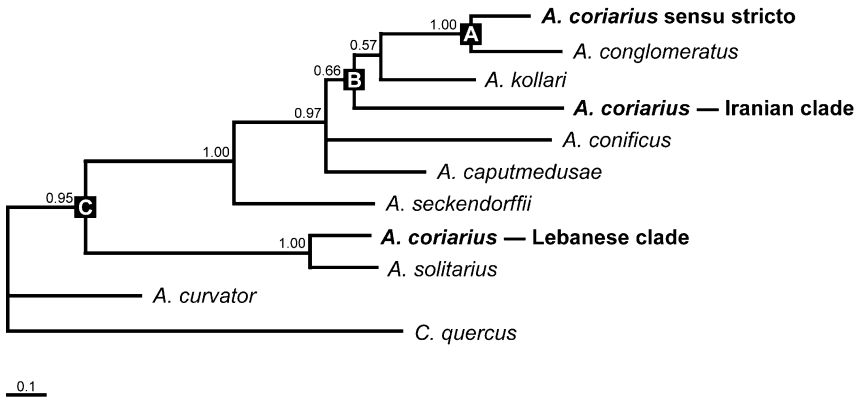 A. coriarius sensu stricto
1.00
A
A. conglomeratus
0.57
A. kollari
0.66
B
A. coriarius — Iranian clade
0.97
A. conificus
1.00
A. caputmedusae
A. seckendorffii
0.95
C
A. coriarius — Lebanese clade
1.00
A. solitarius
A. curvator
C. quercus
0.1